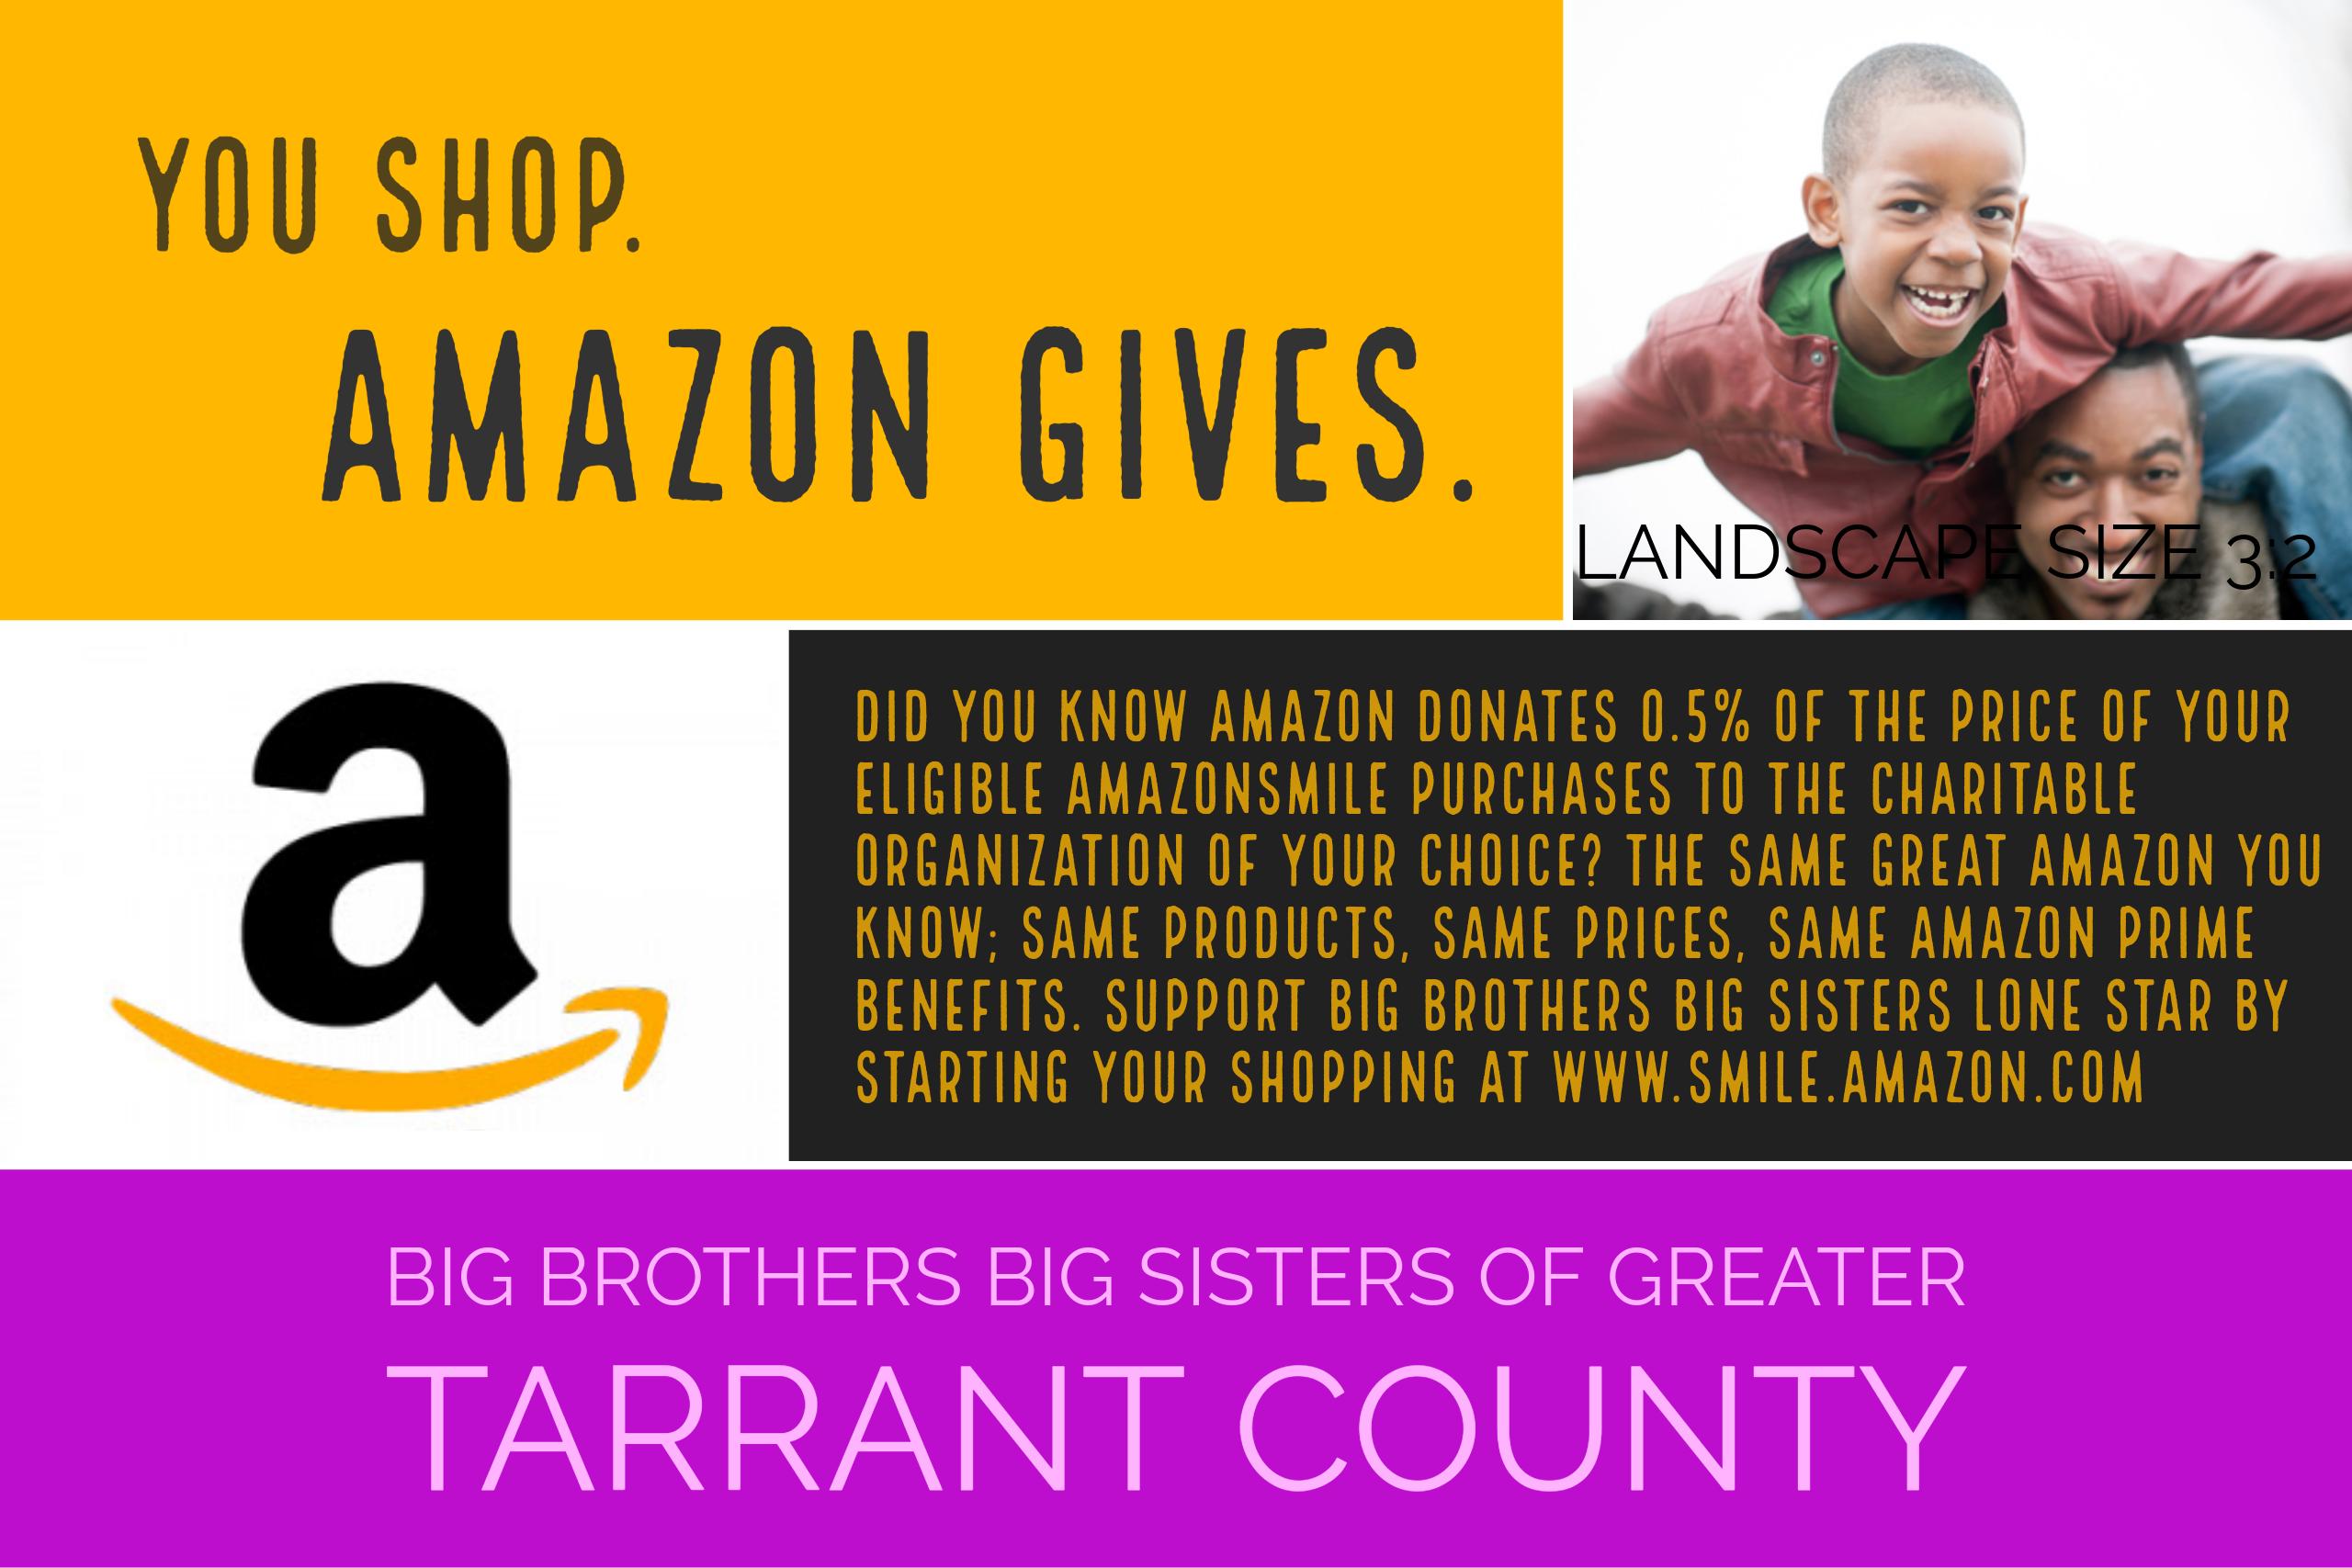 YOU SHOP.
AMAZON GIVES.
LANDSCAPE SIZE 3:2
a
DID YOU KNOW AMAZON DONATES 0.5% OF THE PRICE OF YOUR
ELIGIBLE AMAZONSMILE PURCHASES TO THE CHARITABLE
ORGANIZATION OF YOUR CHOICE? THE SAME GREAT AMAZON YOU
KNOW; SAME PRODUCTS, SAME PRICES, SAME AMAZON PRIME
BENEFITS. SUPPORT BIG BROTHERS BIG SISTERS LONE STAR BY
STARTING YOUR SHOPPING AT WWW.SMILE.AMAZON.COM
BIG BROTHERS BIG SISTERS OF GREATER
TARRANT COUNTY